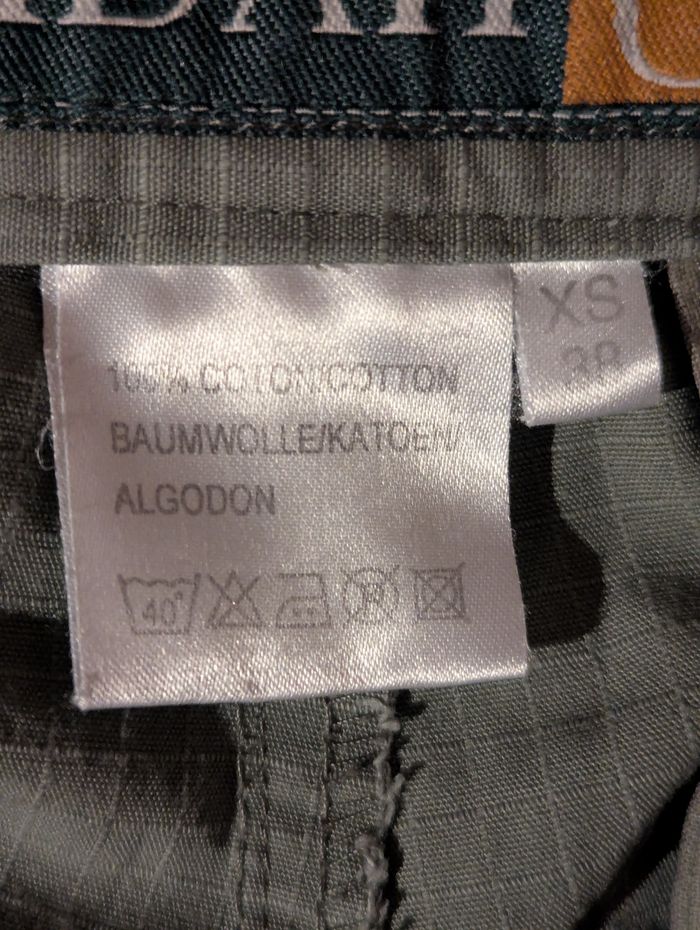 100% COTON/COTTON
BAUMWOLLE/KATOEN/
ALGODON
40°
P
XS
38